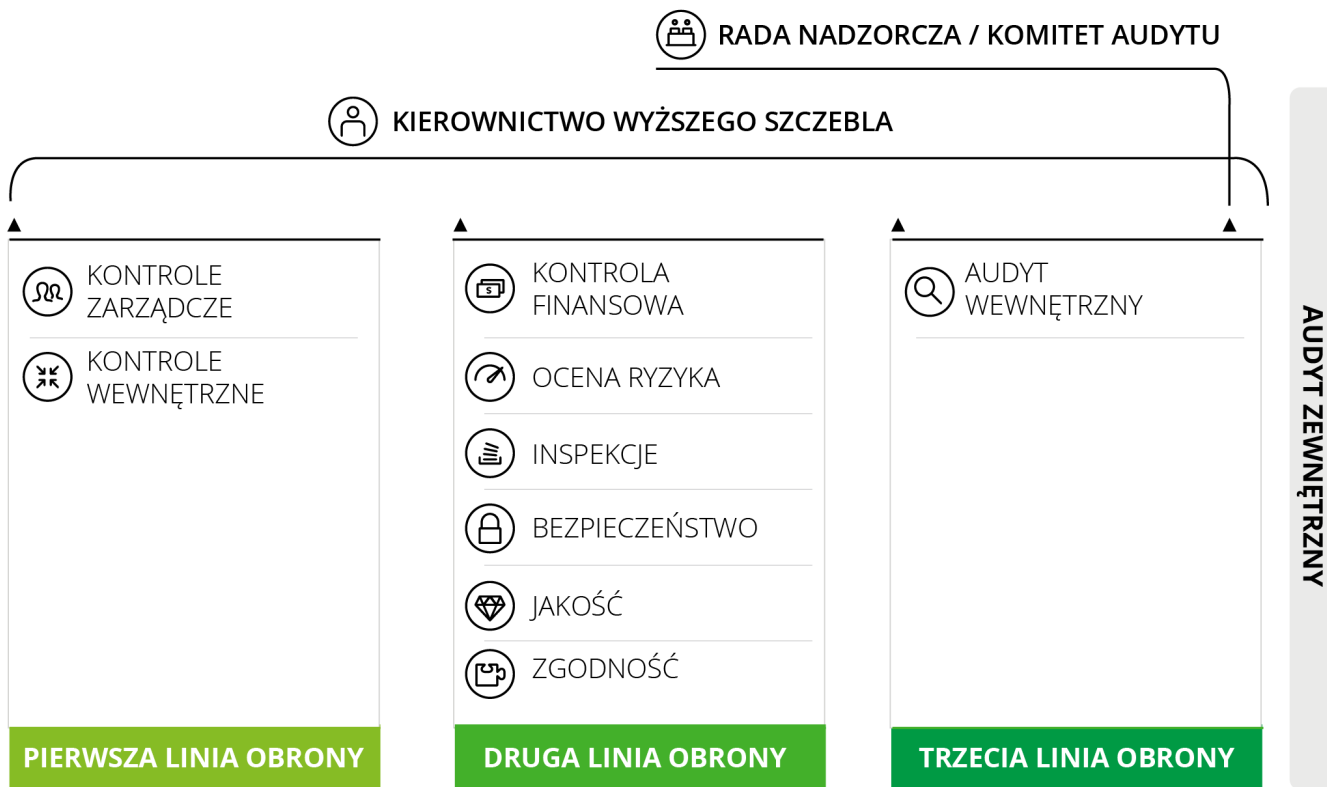 RADA NADZORCZA / KOMITET AUDYTU
KIEROWNICTWO WYŻSZEGO SZCZEBLA
KONTROLE
ZARZĄDCZE
KONTROLE
WEWNĘTRZNE
PIERWSZA LINIA OBRONY
KONTROLA
FINANSOWA
OCENA RYZYKA
INSPEKCJE
BEZPIECZEŃSTWO
JAKOŚĆ
ZGODNOŚĆ
DRUGA LINIA OBRONY
AUDYT
WEWNĘTRZNY
TRZECIA LINIA OBRONY
AUDYT ZEWNĘTRZNY